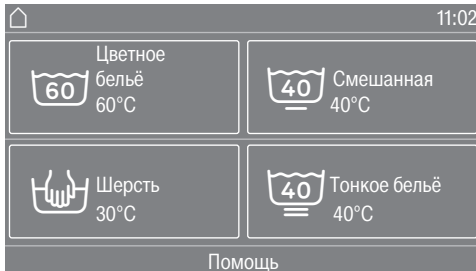 11:02
Цветное
бельё
60
60°C
40
Смешанная
40°C
Шерсть
30°C
40
Тонкое бельё
40°C
Помощь